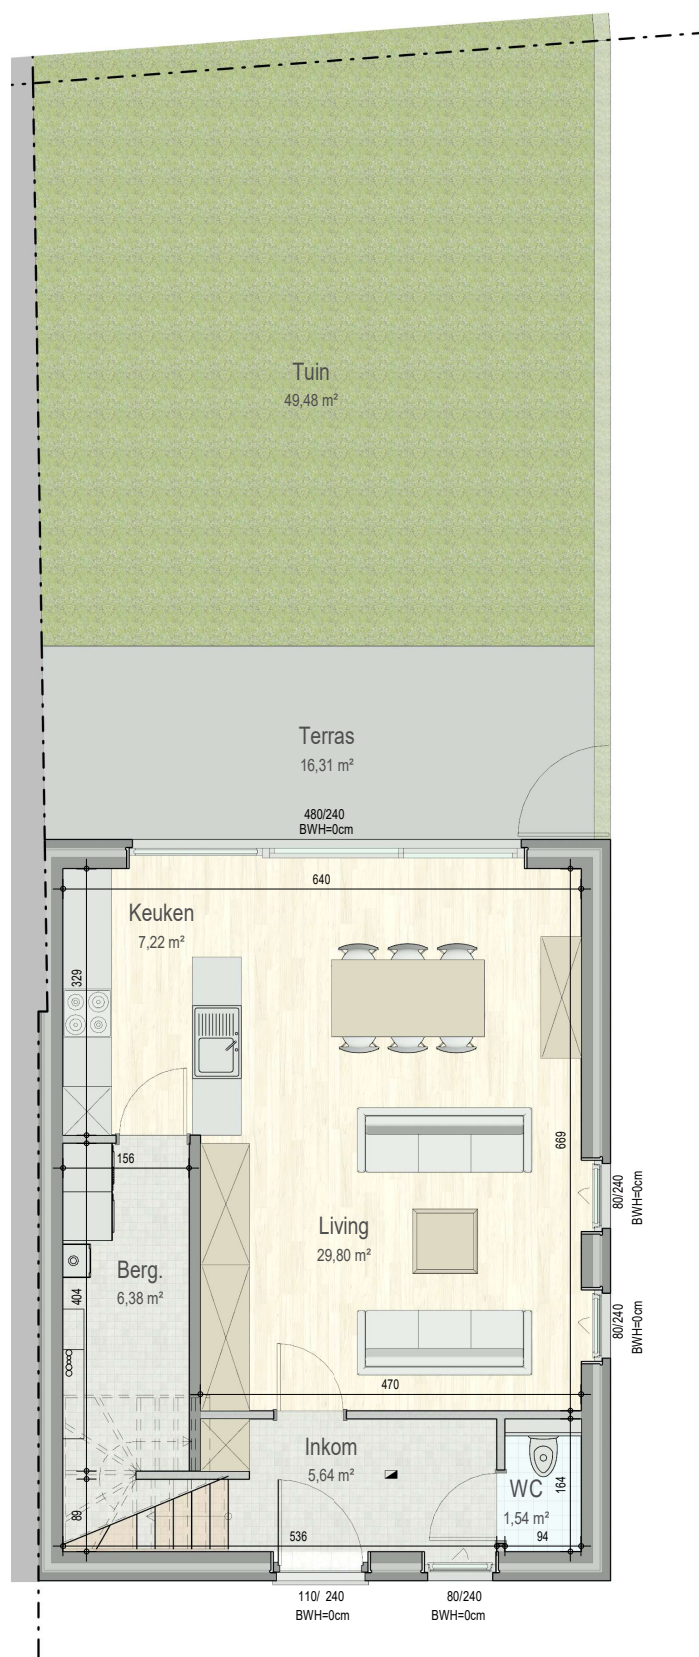 Tuin
49,48 m²
Terras
16,31 m²
480/240
BWH=0cm
640
Keuken
7,22 m²
329
669
156
80/240
BWH=0cm
Living
29,80 m²
Berg.
6,38 m²
404
80/240
BWH=0cm
470
Inkom
5,64 m²
WC
1,54 m²
164
89
536
94
110/ 240
BWH=0cm
80/240
BWH=0cm